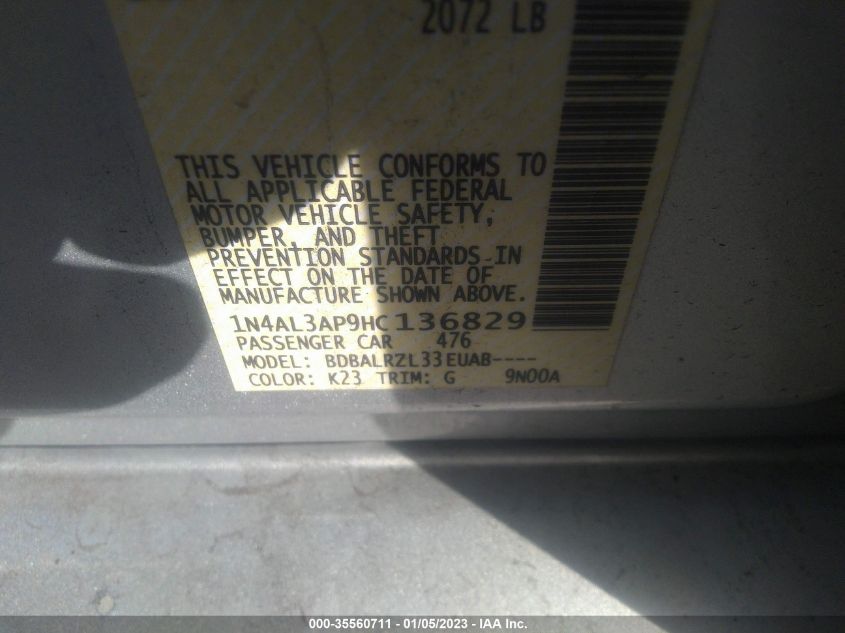 2072 LB
THIS VEHICLE CONFORMS TO
ALL APPLICABLE FEDERAL
MOTOR VEHICLE SAFETY,
BUMPER, AND THEFT
PREVENTION STANDARDS IN
EFFECT ON THE DATE OF
MANUFACTURE SHOWN ABOVE.
1N4AL3AP9HC136829
PASSENGER CAR 476
MODEL: BDBALRZL33EUAB----
COLOR: K23 TRIM: G 9N00A
000-35560711 - 01/05/2023 - IAA Inc.